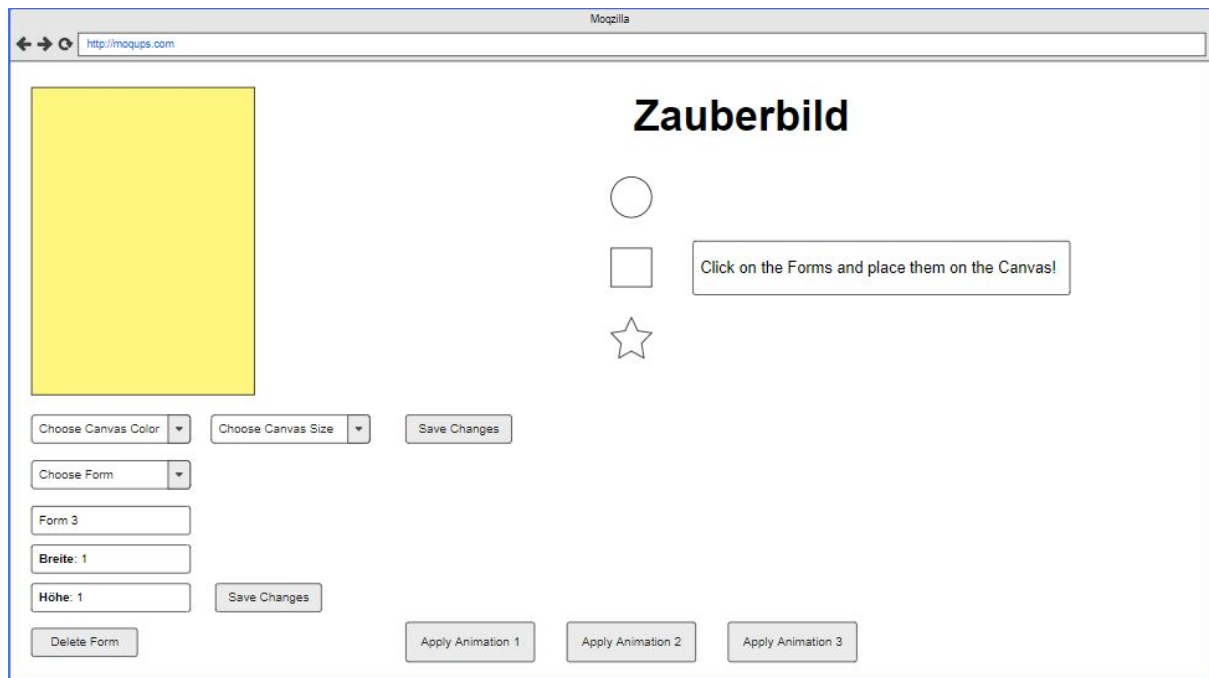 Moqzilla
http://moqups.com
Zauberbild
Click on the Forms and place them on the Canvas!
Choose Canvas Color
Choose Canvas Size
Save Changes
Choose Form
Form 3
Breite: 1
Höhe: 1
Save Changes
Delete Form
Apply Animation 1
Apply Animation 2
Apply Animation 3